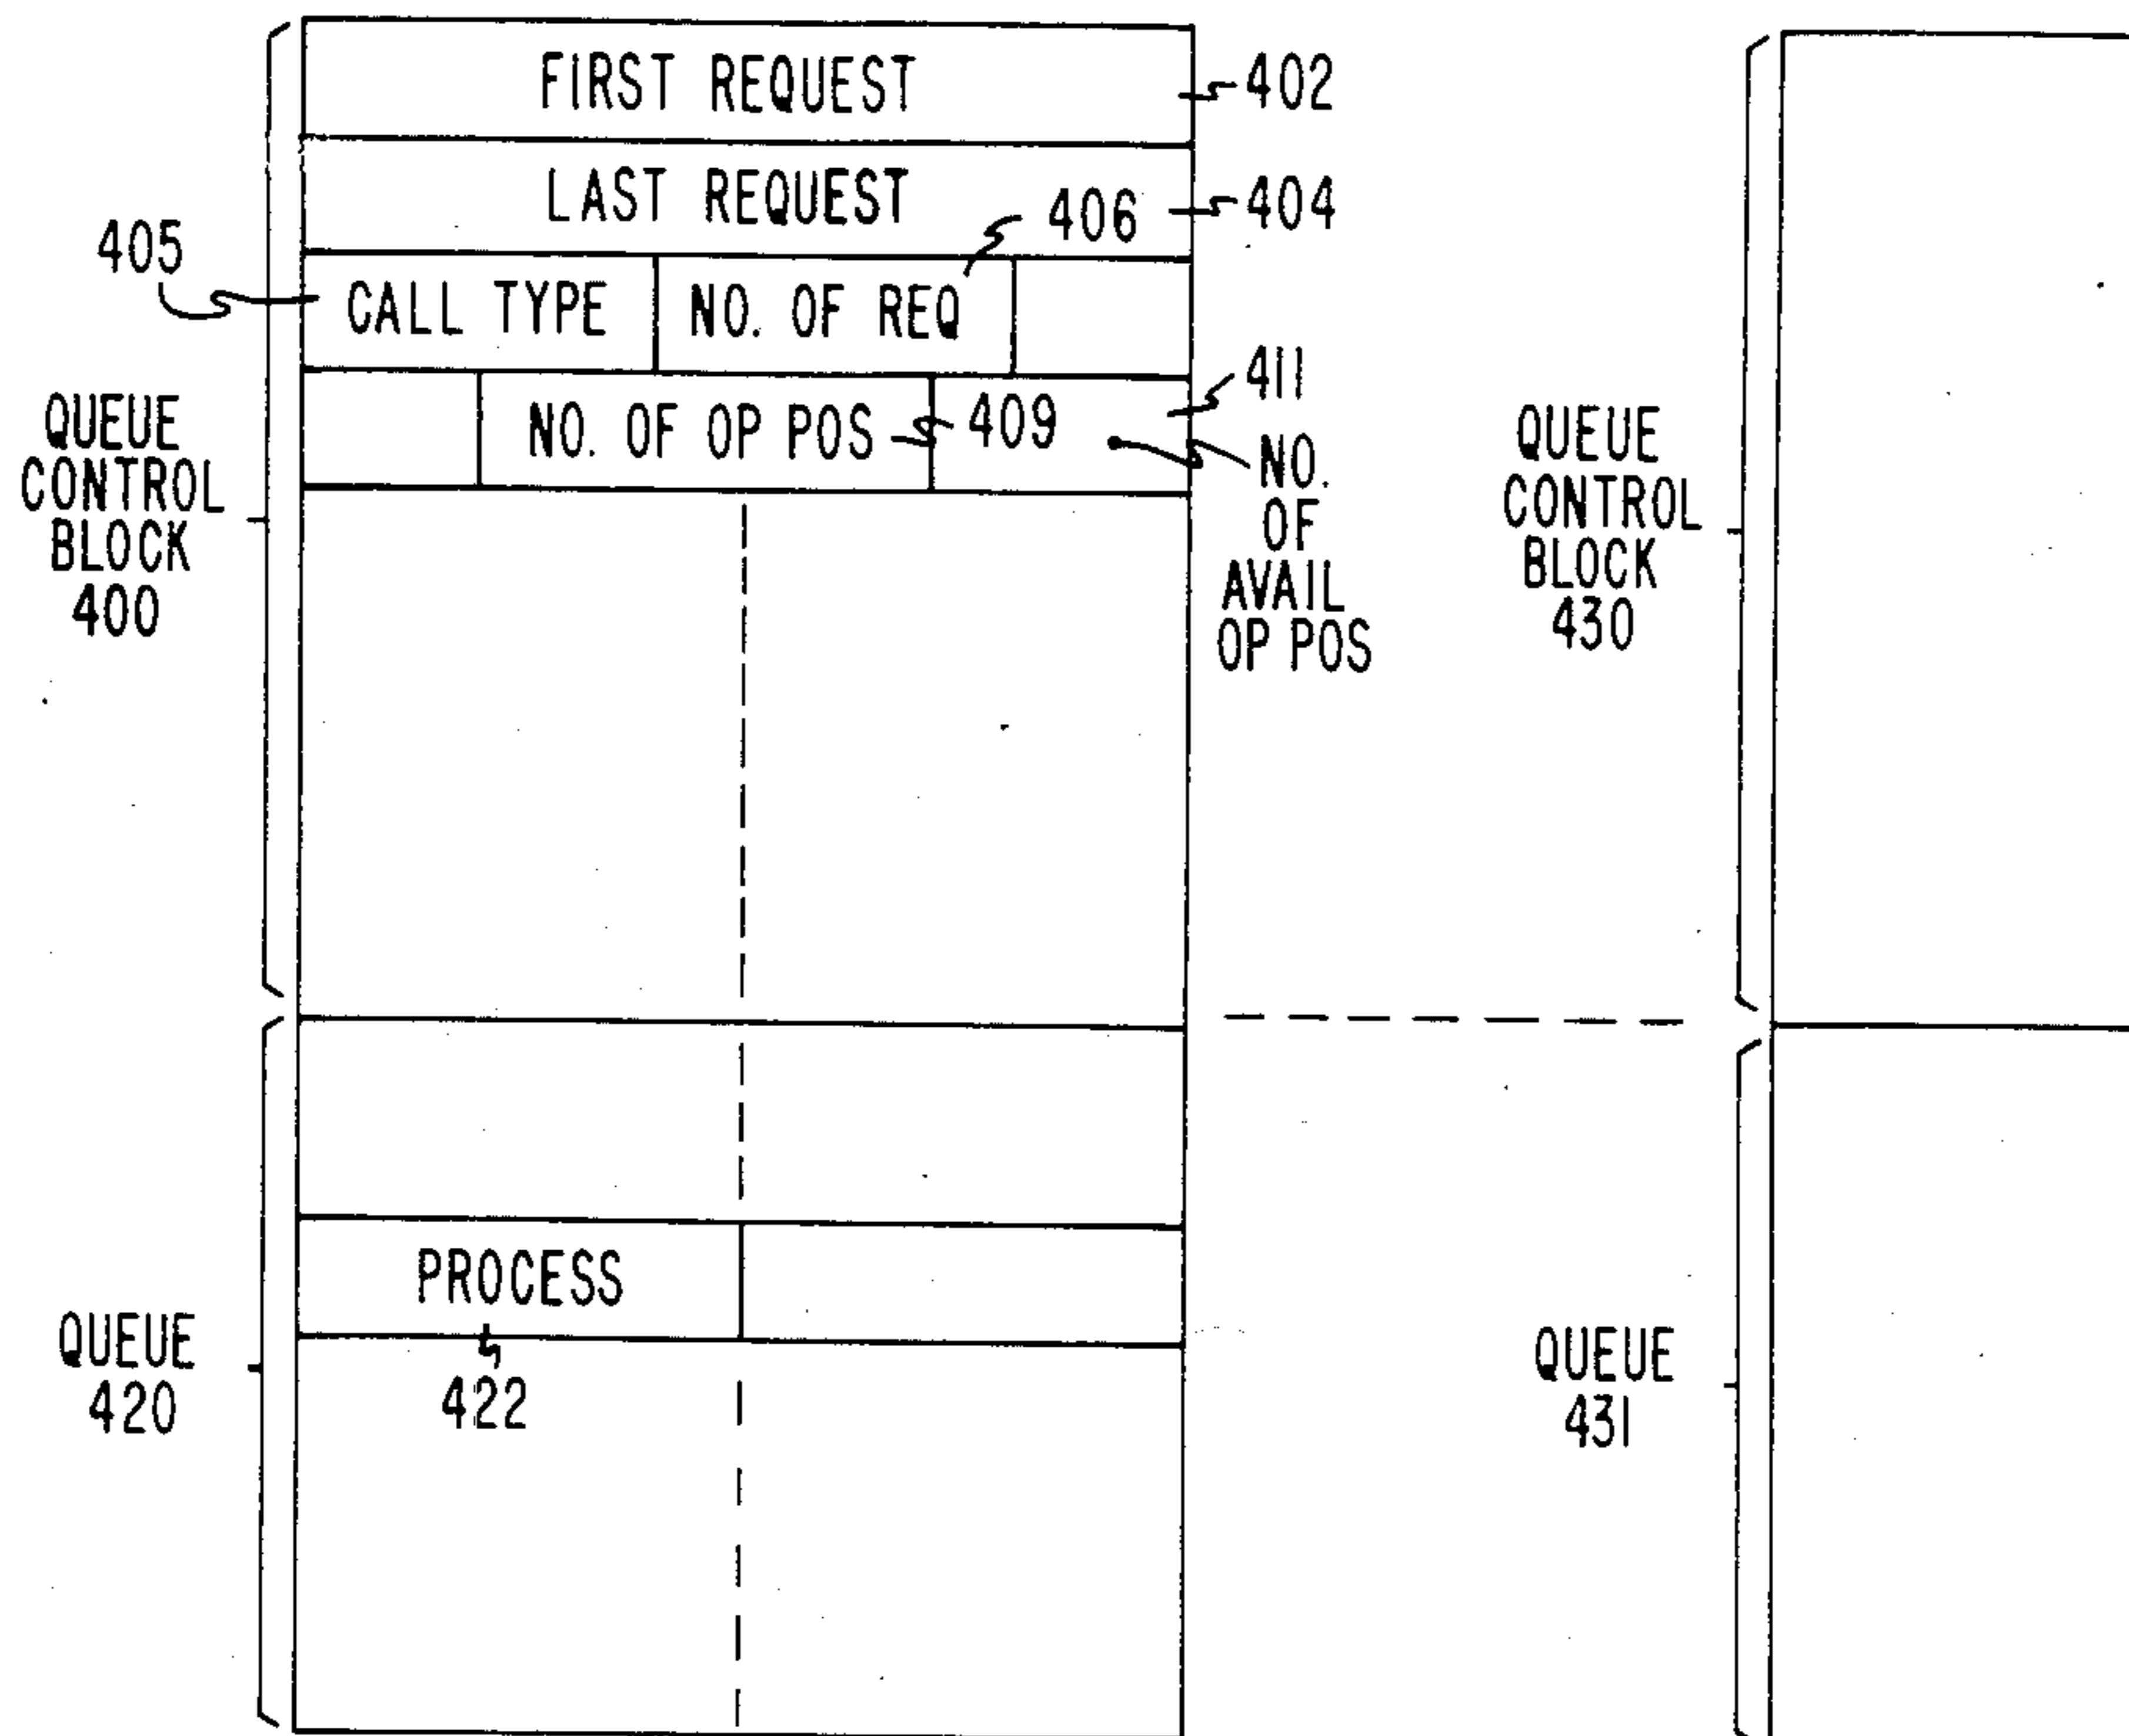 FIRST REQUEST
402
LAST REQUEST
404
406
405
CALL TYPE
NO. OF REQ
411
NO. OF OP POS
409
NO.
OF
AVAIL
OP POS
QUEUE
CONTROL
BLOCK
400
QUEUE
CONTROL
BLOCK
430
PROCESS
422
QUEUE
420
QUEUE
431